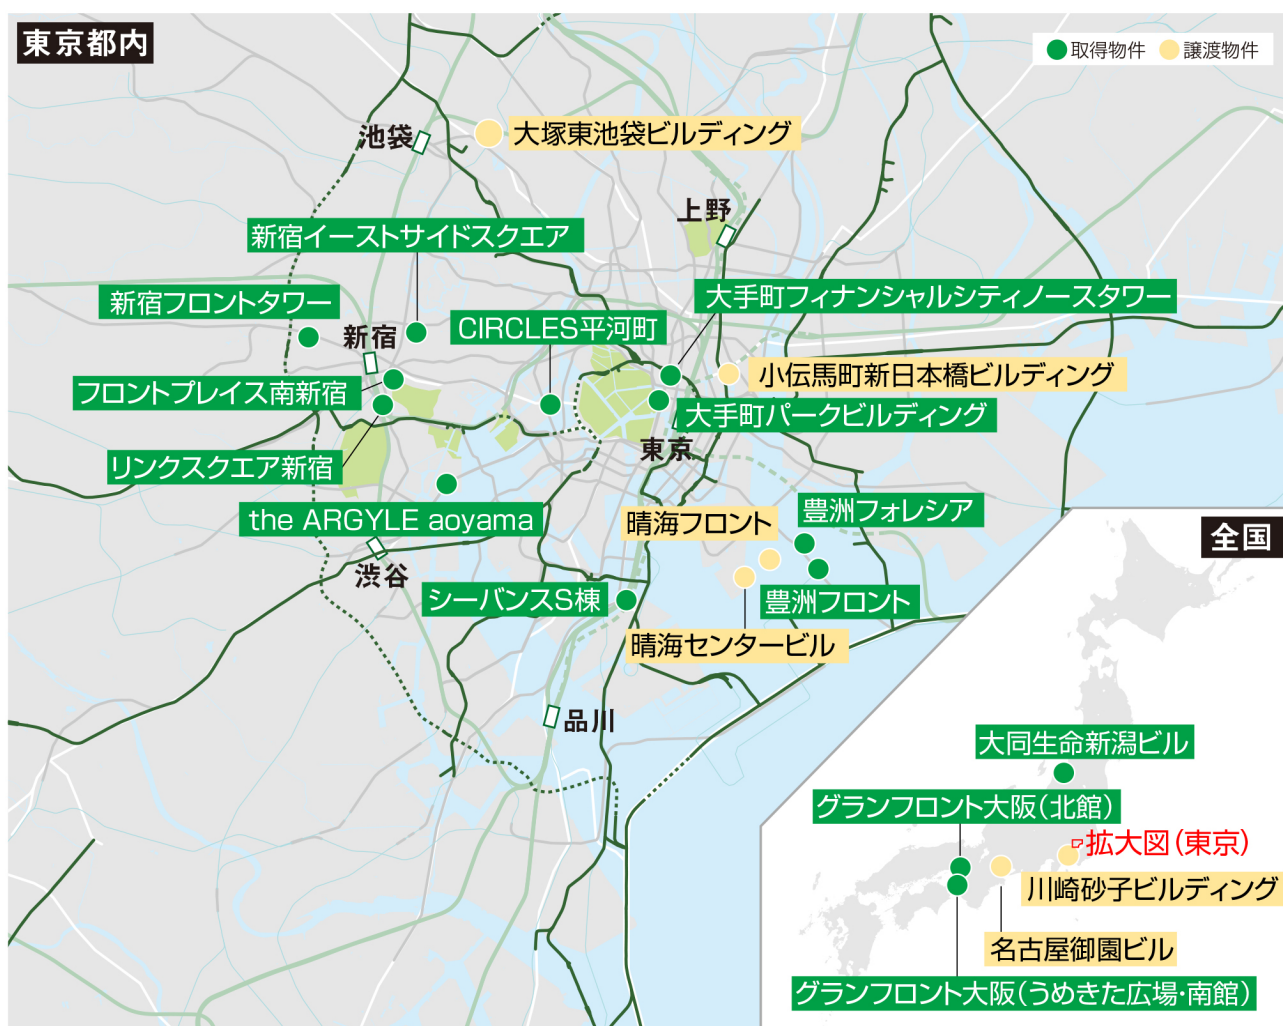 東京都内
取得物件
譲渡物件
池袋
大塚東池袋ビルディング
上野
新宿イーストサイドスクエア
新宿フロントタワー
大手町フィナンシャルシティノースタワー
新宿
CIRCLES平河町
小伝馬町新日本橋ビルディング
フロントプレイス南新宿
大手町パークビルディング
東京
リンクスクエア新宿
the ARGYLE aoyama
晴海フロント
豊洲フォレシア
全国
渋谷
シーバンスS棟
豊洲フロント
晴海センタービル
品川
大同生命新潟ビル
グランフロント大阪(北館)
拡大図(東京)
川崎砂子ビルディング
名古屋御園ビル
グランフロント大阪(うめきた広場・南館)